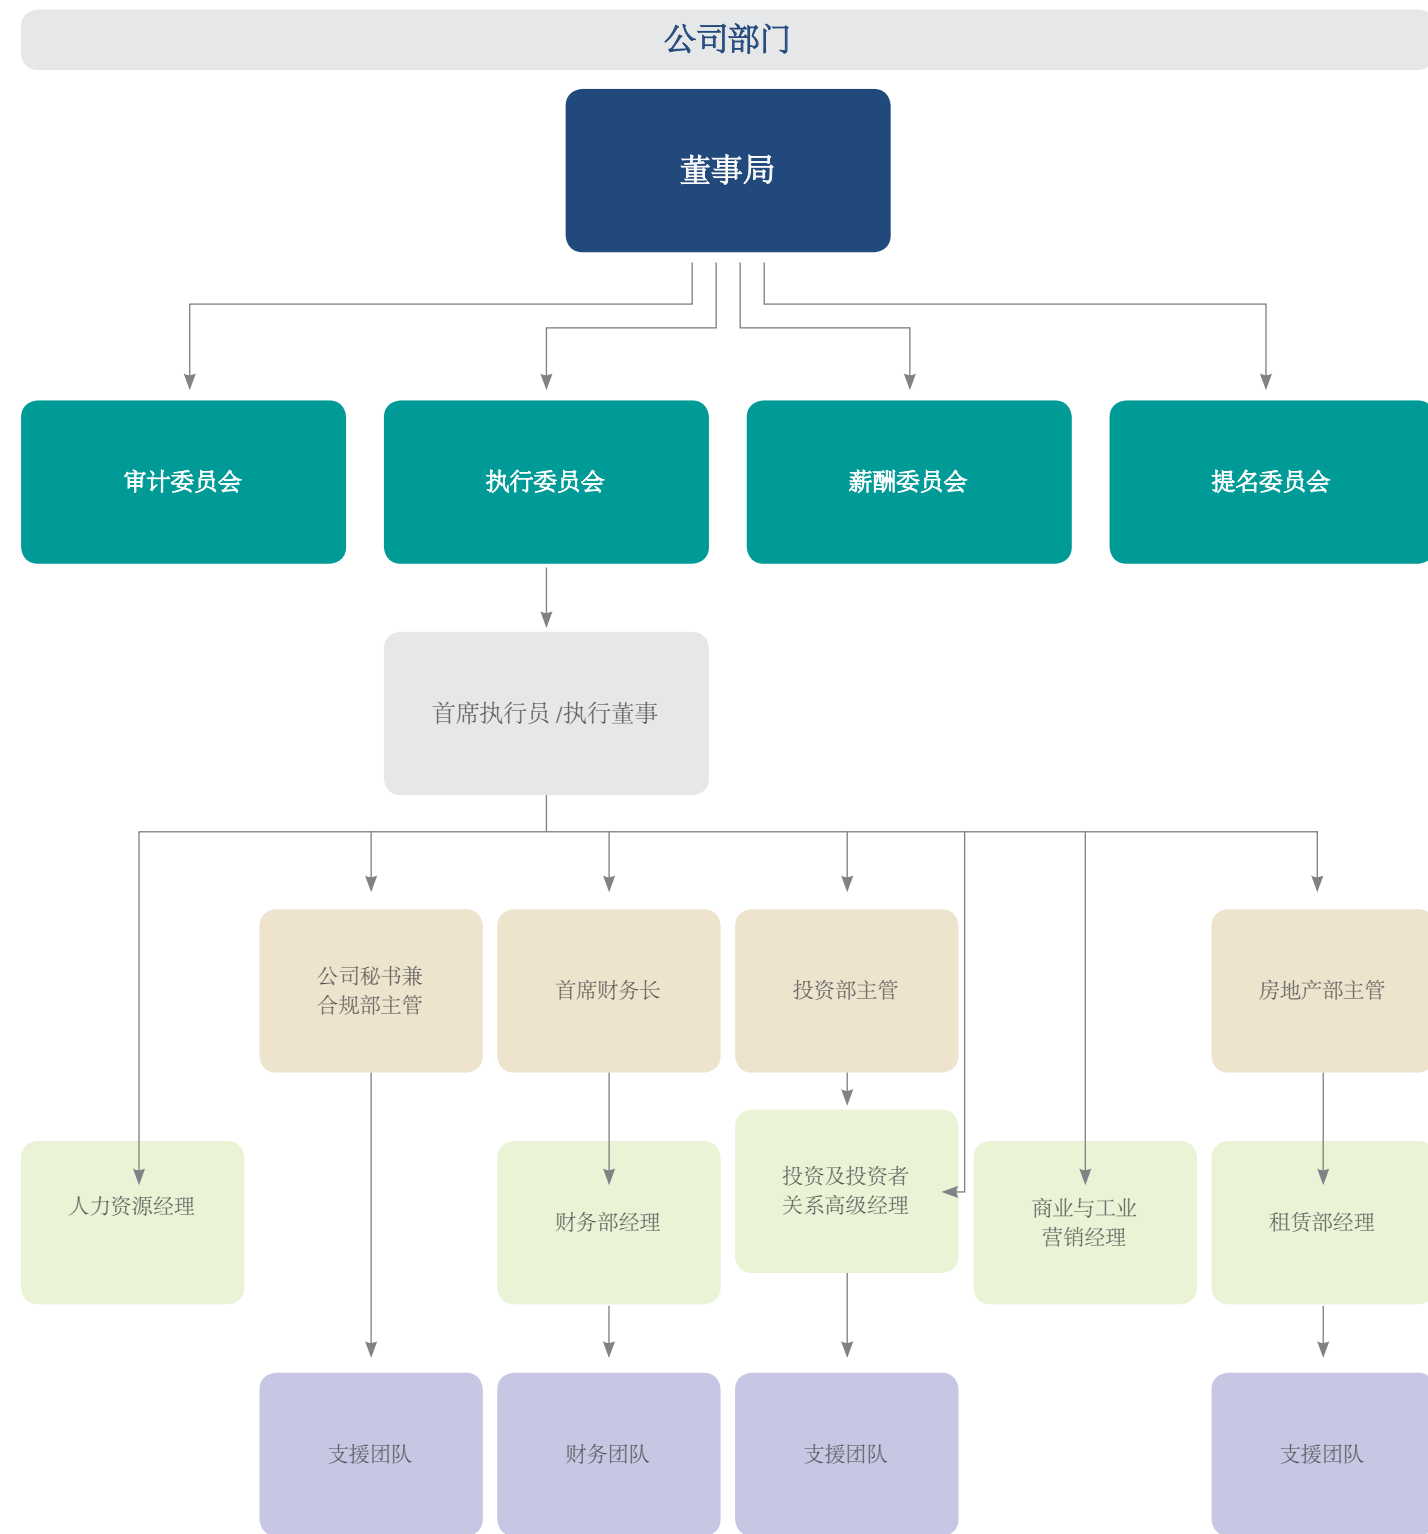 公司部门
董事局
审计委员会
执行委员会
薪酬委员会
提名委员会
首席执行员 /执行董事
公司秘书兼
合规部主管
首席财务长
投资部主管
房地产部主管
人力资源经理
财务部经理
投资及投资者
关系高级经理
商业与工业
营销经理
租赁部经理
支援团队
财务团队
支援团队
支援团队